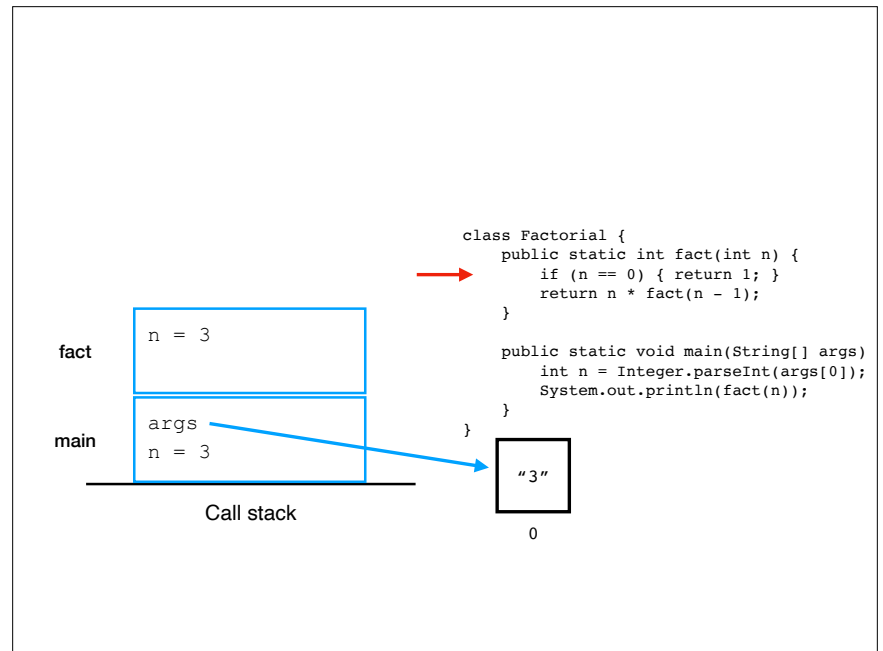 class Factorial {
    public static int fact(int n) {
        if (n == 0) { return 1; }
        return n * fact(n - 1);
    }
    public static void main(String[] args)
        int n = Integer.parseInt(args[0]);
        System.out.println(fact(n));
    }
}
fact
n = 3
main
args
n = 3
Call stack
“3”
0